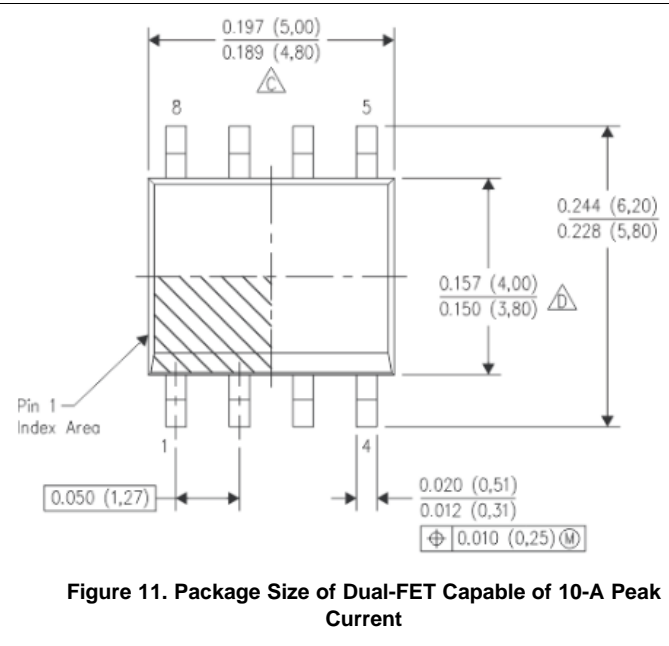 0.197 (5,00)
0.189 (4,80)
C
8
5
0.244 (6,20)
0.228 (5,80)
0.157 (4,00)
0.150 (3,80)
D
Pin 1
Index Area
1
4
0.050 (1,27)
0.020 (0,51)
0.012 (0,31)
⌖ 0.010 (0,25) Ⓜ
Figure 11. Package Size of Dual-FET Capable of 10-A Peak
Current